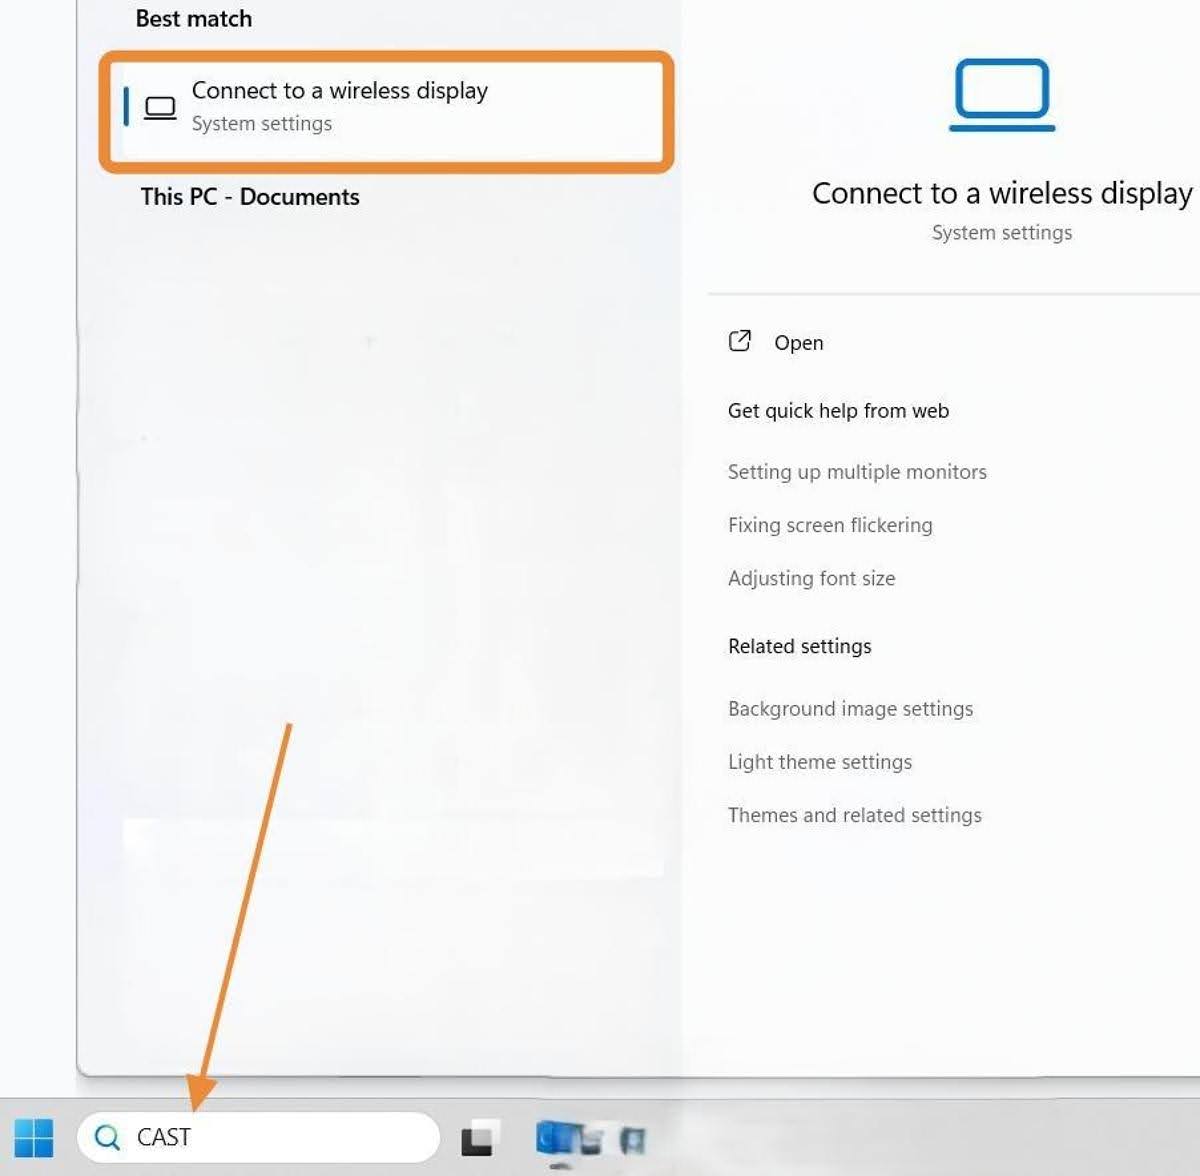 Best match
Connect to a wireless display
System settings
This PC - Documents
Connect to a wireless display
System settings
Open
Get quick help from web
Setting up multiple monitors
Fixing screen flickering
Adjusting font size
Related settings
Background image settings
Light theme settings
Themes and related settings
CAST